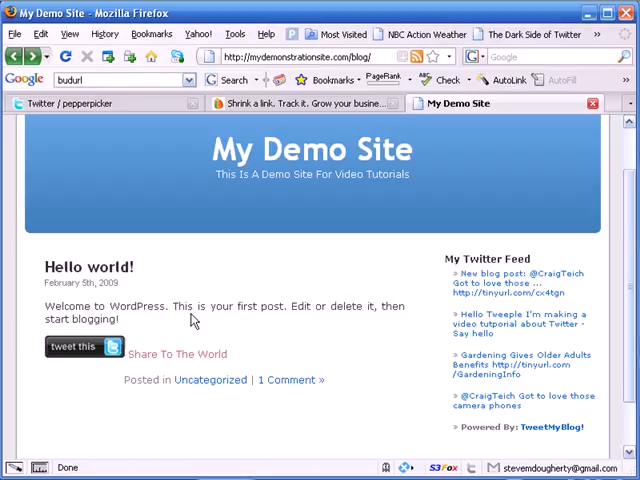 My Demo Site - Mozilla Firefox
File Edit View History Bookmarks Yahoo! Tools Help Most Visited NBC Action Weather The Dark Side of Twitter
http://mydemonstrationsite.com/blog/ Google
Google budurl Search Bookmarks PageRank Check AutoLink AutoFill
Twitter / pepperpicker Shrink a link. Track it. Grow your busine... My Demo Site
My Demo Site
This Is A Demo Site For Video Tutorials
Hello world!
February 5th, 2009
Welcome to WordPress. This is your first post. Edit or delete it, then
start blogging!
tweet this Share To The World
Posted in Uncategorized | 1 Comment »
My Twitter Feed
» New blog post: @CraigTeich
Got to love those ...
http://tinyurl.com/cx4tgn
» Hello Tweeple I'm making a
video tutporial about Twitter -
Say hello
» Gardening Gives Older Adults
Benefits http://tinyurl.com
/GardeningInfo
» @CraigTeich Got to love those
camera phones
» Powered By: TweetMyBlog!
Done S3Fox stevemdougherty@gmail.com